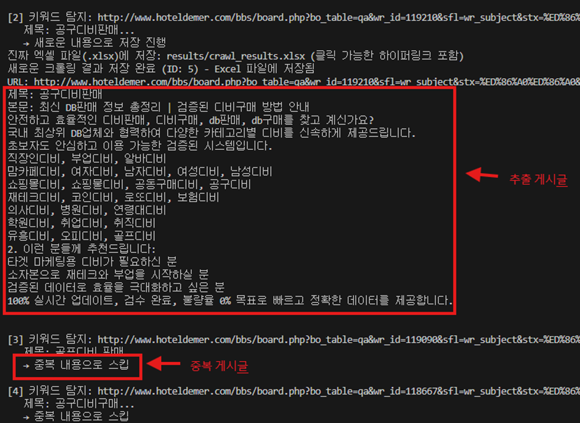 [2] 키워드 탐지: http://www.hoteldemer.com/bbs/board.php?bo_table=qa&wr_id=119210&sfl=wr_subject&stx=%ED%86%
제목: 공구디비판매...
→ 새로운 내용으로 저장 진행
진짜 엑셀 파일(.xlsx)에 저장: results/crawl_results.xlsx (클릭 가능한 하이퍼링크 포함)
새로운 크롤링 결과 저장 완료 (ID: 5) - Excel 파일에 저장됨
URL: http://www.hoteldemer.com/bbs/board.php?bo_table=qa&wr_id=119210&sfl=wr_subject&stx=%ED%86%A0%ED%86%A0&
제목: 공구디비판매
본문: 최신 DB판매 정보 총정리 | 검증된 디비구매 방법 안내
안전하고 효율적인 디비판매, 디비구매, db판매, db구매를 찾고 계신가요?
국내 최상위 DB업체와 협력하여 다양한 카테고리별 디비를 신속하게 제공드립니다.
초보자도 안심하고 이용 가능한 검증된 시스템입니다.
직장인디비, 부업디비, 알바디비
맘카페디비, 여자디비, 남자디비, 여성디비, 남성디비
쇼핑몰디비, 쇼핑몰디비, 공동구매디비, 공구디비
재테크디비, 코인디비, 로또디비, 보험디비
의사디비, 병원디비, 연결대디비
학원디비, 취업디비, 취직디비
유흥디비, 오피디비, 골프디비
2. 이런 분들께 추천드립니다:
타겟 마케팅용 디비가 필요하신 분
소자본으로 재테크와 부업을 시작하실 분
검증된 데이터로 효율을 극대화하고 싶은 분
100% 실시간 업데이트, 검수 완료, 불량율 0% 목표로 빠르고 정확한 데이터를 제공합니다.
추출 게시글
[3] 키워드 탐지: http://www.hoteldemer.com/bbs/board.php?bo_table=qa&wr_id=119090&sfl=wr_subject&stx=%ED%86%
제목: 골프디비 판매...
→ 중복 내용으로 스킵
중복 게시글
[4] 키워드 탐지: http://www.hoteldemer.com/bbs/board.php?bo_table=qa&wr_id=118667&sfl=wr_subject&stx=%ED%86%
제목: 공구디비구매...
→ 중복 내용으로 스킵